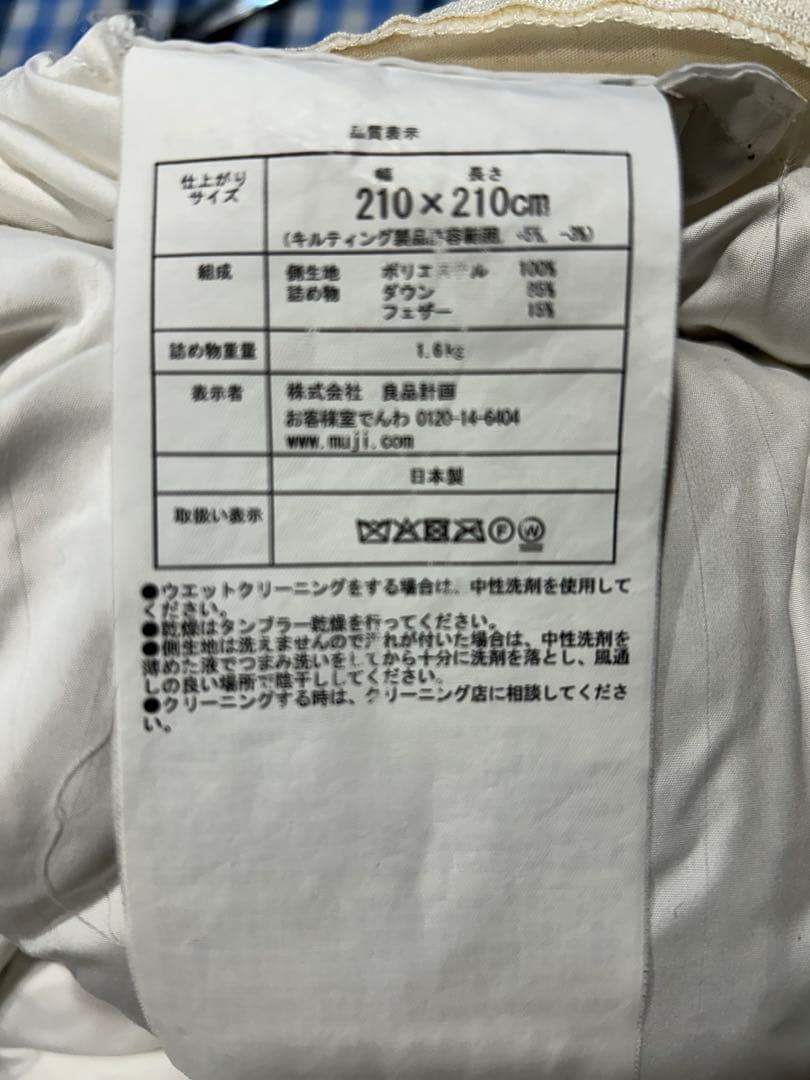 品質表示
仕上がり
サイズ
幅 長さ
210×210cm
(キルティング製品許容範囲 +5%、-3%)
組成
側生地 ポリエステル 100%
詰め物 ダウン 85%
フェザー 15%
詰め物重量 1.6kg
表示者 株式会社 良品計画
お客様室でんわ 0120-14-6404
www.muji.com
日本製
取扱い表示
F W
●ウエットクリーニングをする場合は、中性洗剤を使用して
ください。
●乾燥はタンブラー乾燥を行ってください。
●側生地は洗えませんので汚れが付いた場合は、中性洗剤を
薄めた液でつまみ洗いをしてから十分に洗剤を落とし、風通
しの良い場所で陰干ししてください。
●クリーニングする時は、クリーニング店に相談してくださ
い。